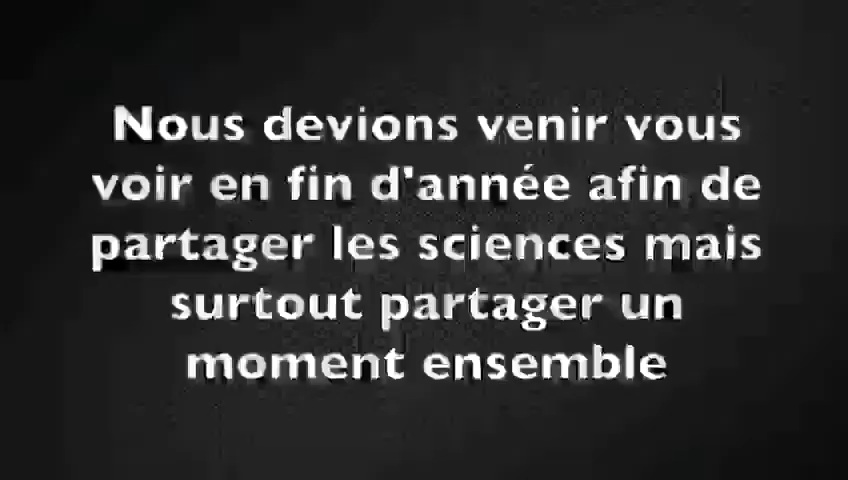 Nous devions venir vous
voir en fin d'année afin de
partager les sciences mais
surtout partager un
moment ensemble